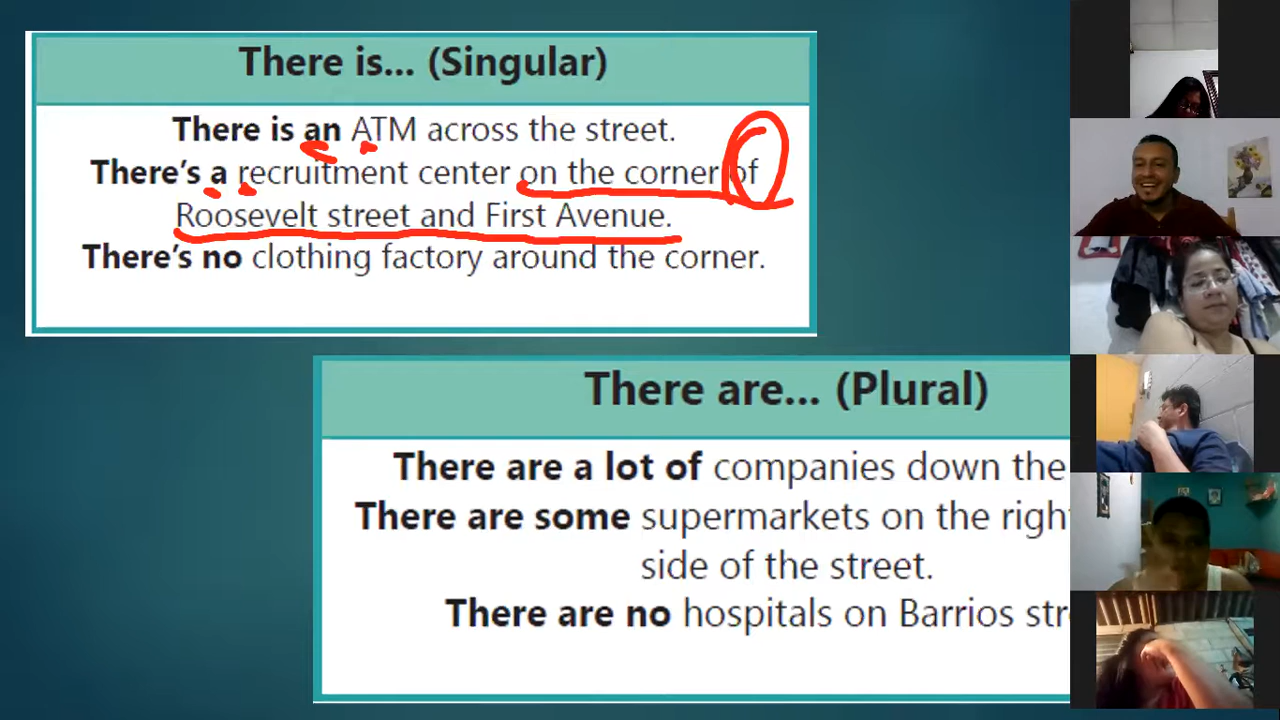 There is... (Singular)
There is an ATM across the street.
There's a recruitment center on the corner of
Roosevelt street and First Avenue.
There's no clothing factory around the corner.
There are... (Plural)
There are a lot of companies down the
There are some supermarkets on the right
side of the street.
There are no hospitals on Barrios